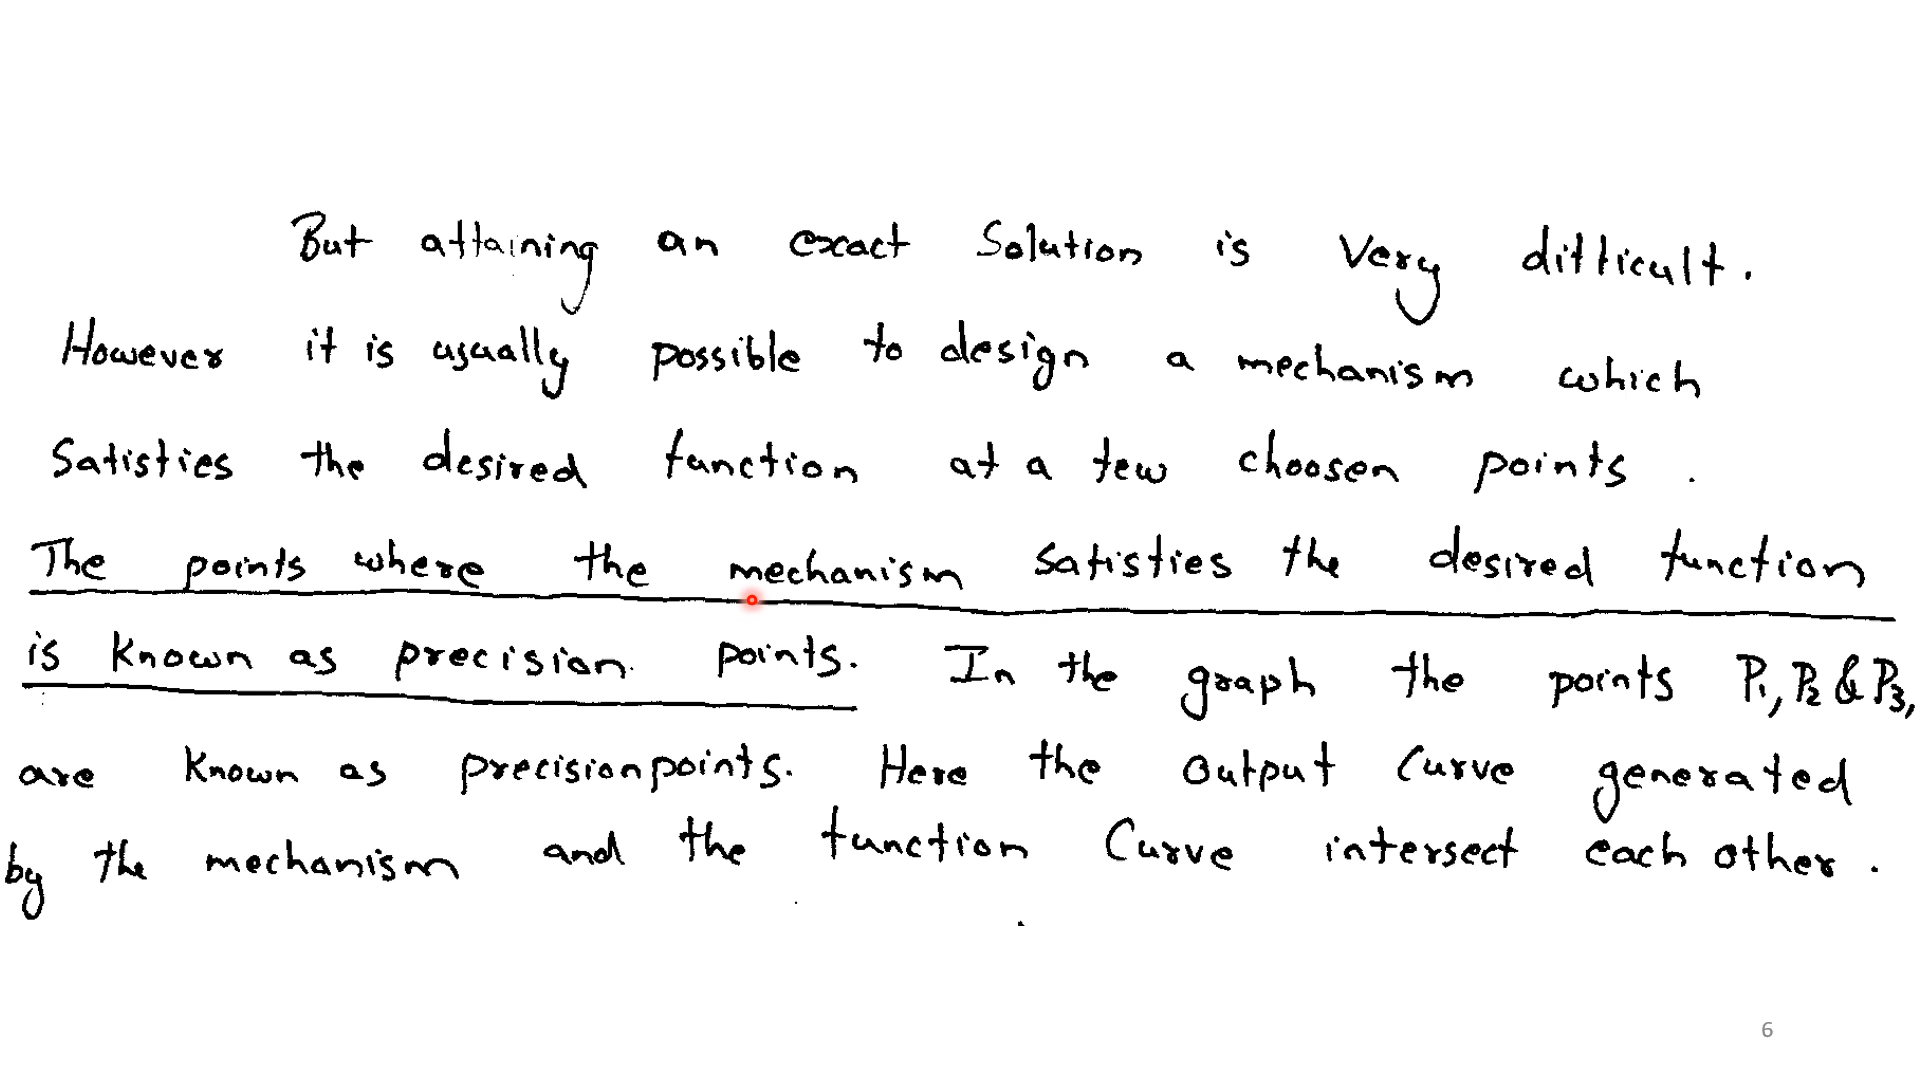 But attaining an exact Solution is very difficult.
However it is usually possible to design a mechanism which
Satisfies the desired function at a few choosen points.
The points where the mechanism satisfies the desired function
is known as precision points. In the graph the points P₁, P₂ & P₃,
are known as precision points. Here the output curve generated
by the mechanism and the function Curve intersect each other.
6